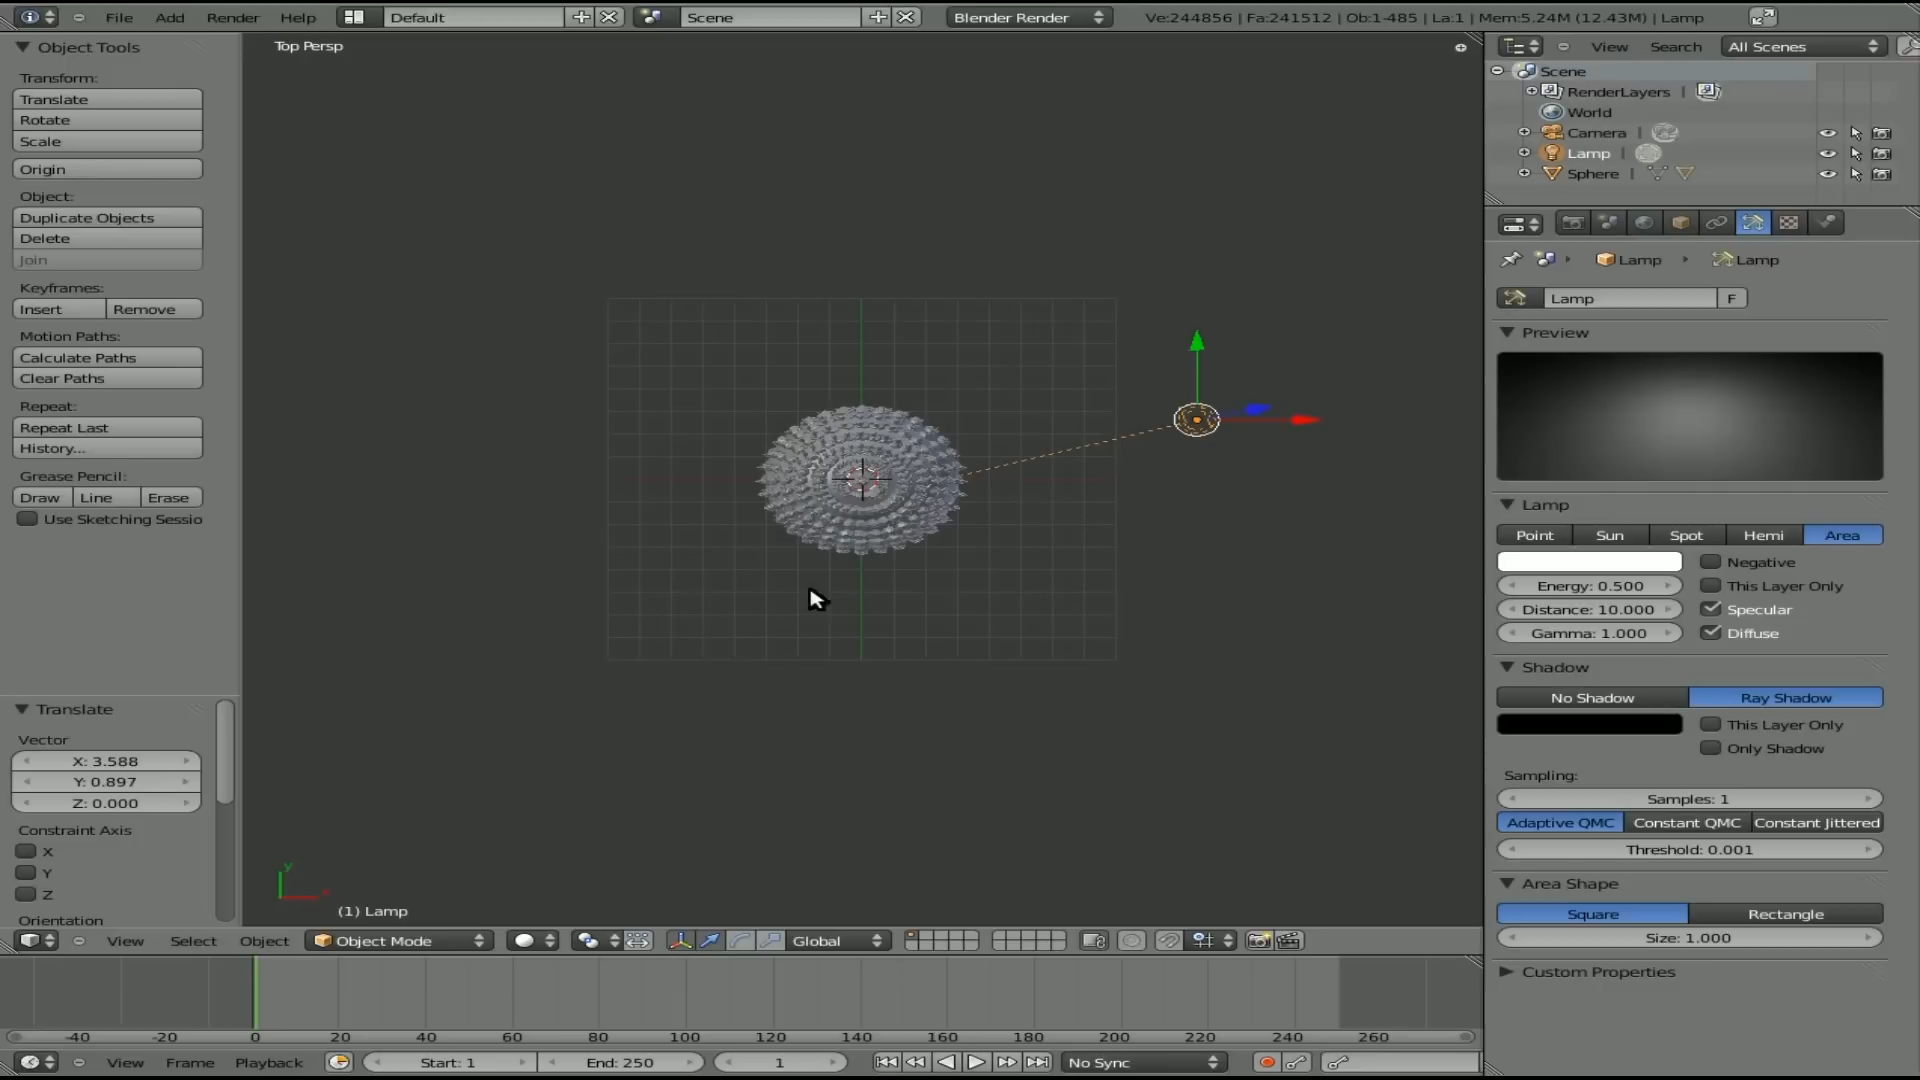 File Add Render Help Default Scene Blender Render Ve:244856 | Fa:241512 | Ob:1-485 | La:1 | Mem:5.24M (12.43M) | Lamp
Object Tools
Transform:
Translate
Rotate
Scale
Origin
Object:
Duplicate Objects
Delete
Join
Keyframes:
Insert Remove
Motion Paths:
Calculate Paths
Clear Paths
Repeat:
Repeat Last
History...
Grease Pencil:
Draw Line Erase
Use Sketching Sessio
Translate
Vector
X: 3.588
Y: 0.897
Z: 0.000
Constraint Axis
X
Y
Z
Orientation
Top Persp
y
x
(1) Lamp
View Select Object Object Mode Global
-40 -20 0 20 40 60 80 100 120 140 160 180 200 220 240 260
View Frame Playback Start: 1 End: 250 1 No Sync
View Search All Scenes
Scene
RenderLayers |
World
Camera |
Lamp |
Sphere |
Lamp Lamp
Lamp F
Preview
Lamp
Point Sun Spot Hemi Area
Negative
Energy: 0.500 This Layer Only
Distance: 10.000 Specular
Gamma: 1.000 Diffuse
Shadow
No Shadow Ray Shadow
This Layer Only
Only Shadow
Sampling:
Samples: 1
Adaptive QMC Constant QMC Constant Jittered
Threshold: 0.001
Area Shape
Square Rectangle
Size: 1.000
Custom Properties